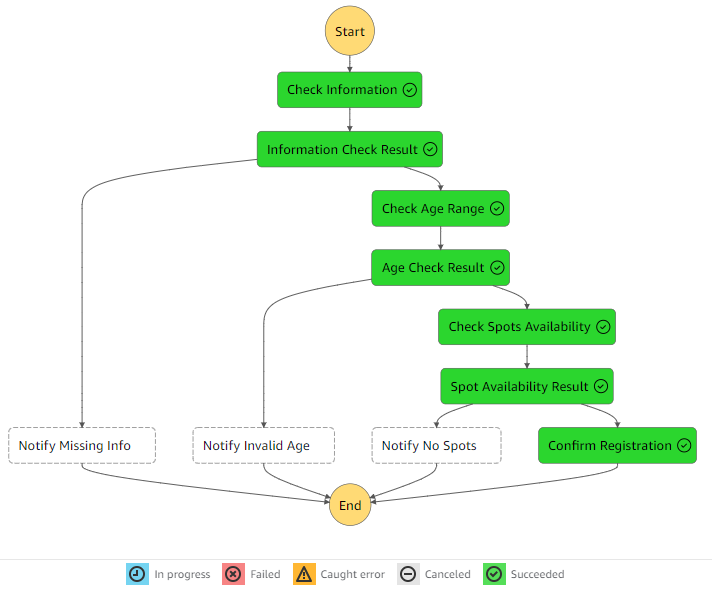 Start
Check Information
Information Check Result
Check Age Range
Age Check Result
Check Spots Availability
Spot Availability Result
Notify Missing Info
Notify Invalid Age
Notify No Spots
Confirm Registration
End
In progress
Failed
Caught error
Canceled
Succeeded